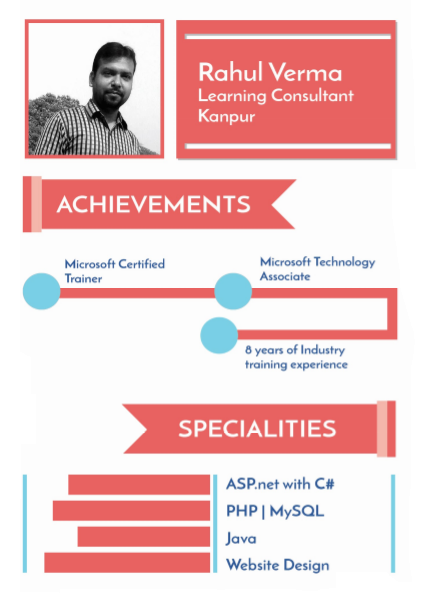 Rahul Verma
Learning Consultant
Kanpur
ACHIEVEMENTS
Microsoft Certified
Trainer
Microsoft Technology
Associate
8 years of Industry
training experience
SPECIALITIES
ASP.net with C#
PHP | MySQL
Java
Website Design